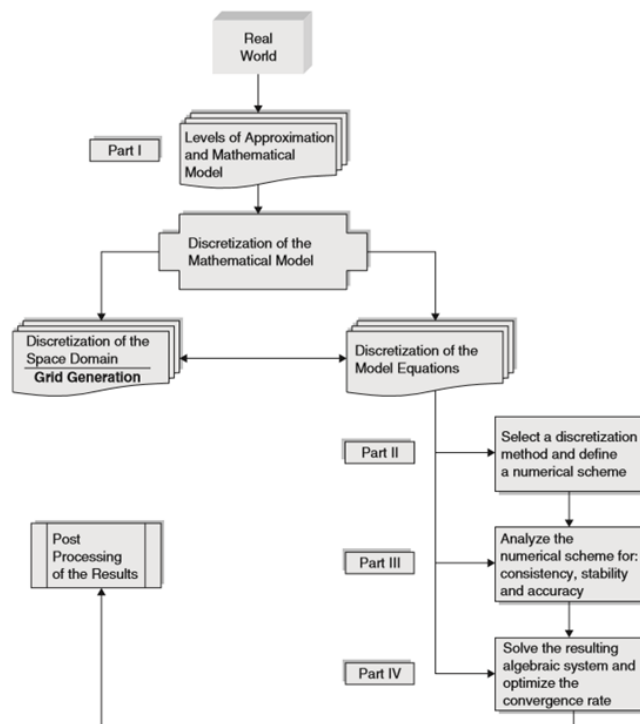 Real
World
Part I
Levels of Approximation
and Mathematical
Model
Discretization of the
Mathematical Model
Discretization of the
Space Domain
Grid Generation
Discretization of the
Model Equations
Part II
Select a discretization
method and define
a numerical scheme
Post
Processing
of the Results
Part III
Analyze the
numerical scheme for:
consistency, stability
and accuracy
Part IV
Solve the resulting
algebraic system and
optimize the
convergence rate